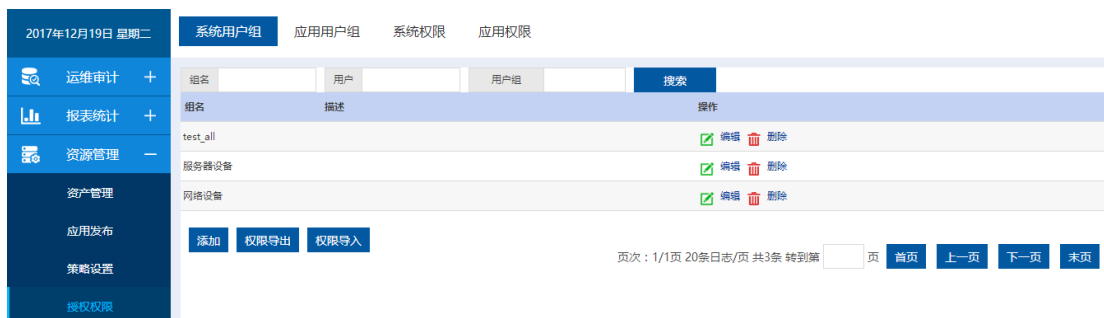 2017年12月19日 星期二
系统用户组 应用用户组 系统权限 应用权限
运维审计
报表统计
资源管理
资产管理
应用发布
策略设置
授权权限
组名 用户 用户组 搜索
组名 描述 操作
test_all 编辑 删除
服务器设备 编辑 删除
网络设备 编辑 删除
添加 权限导出 权限导入
页次：1/1页 20条日志/页 共3条 转到第 页 首页 上一页 下一页 末页